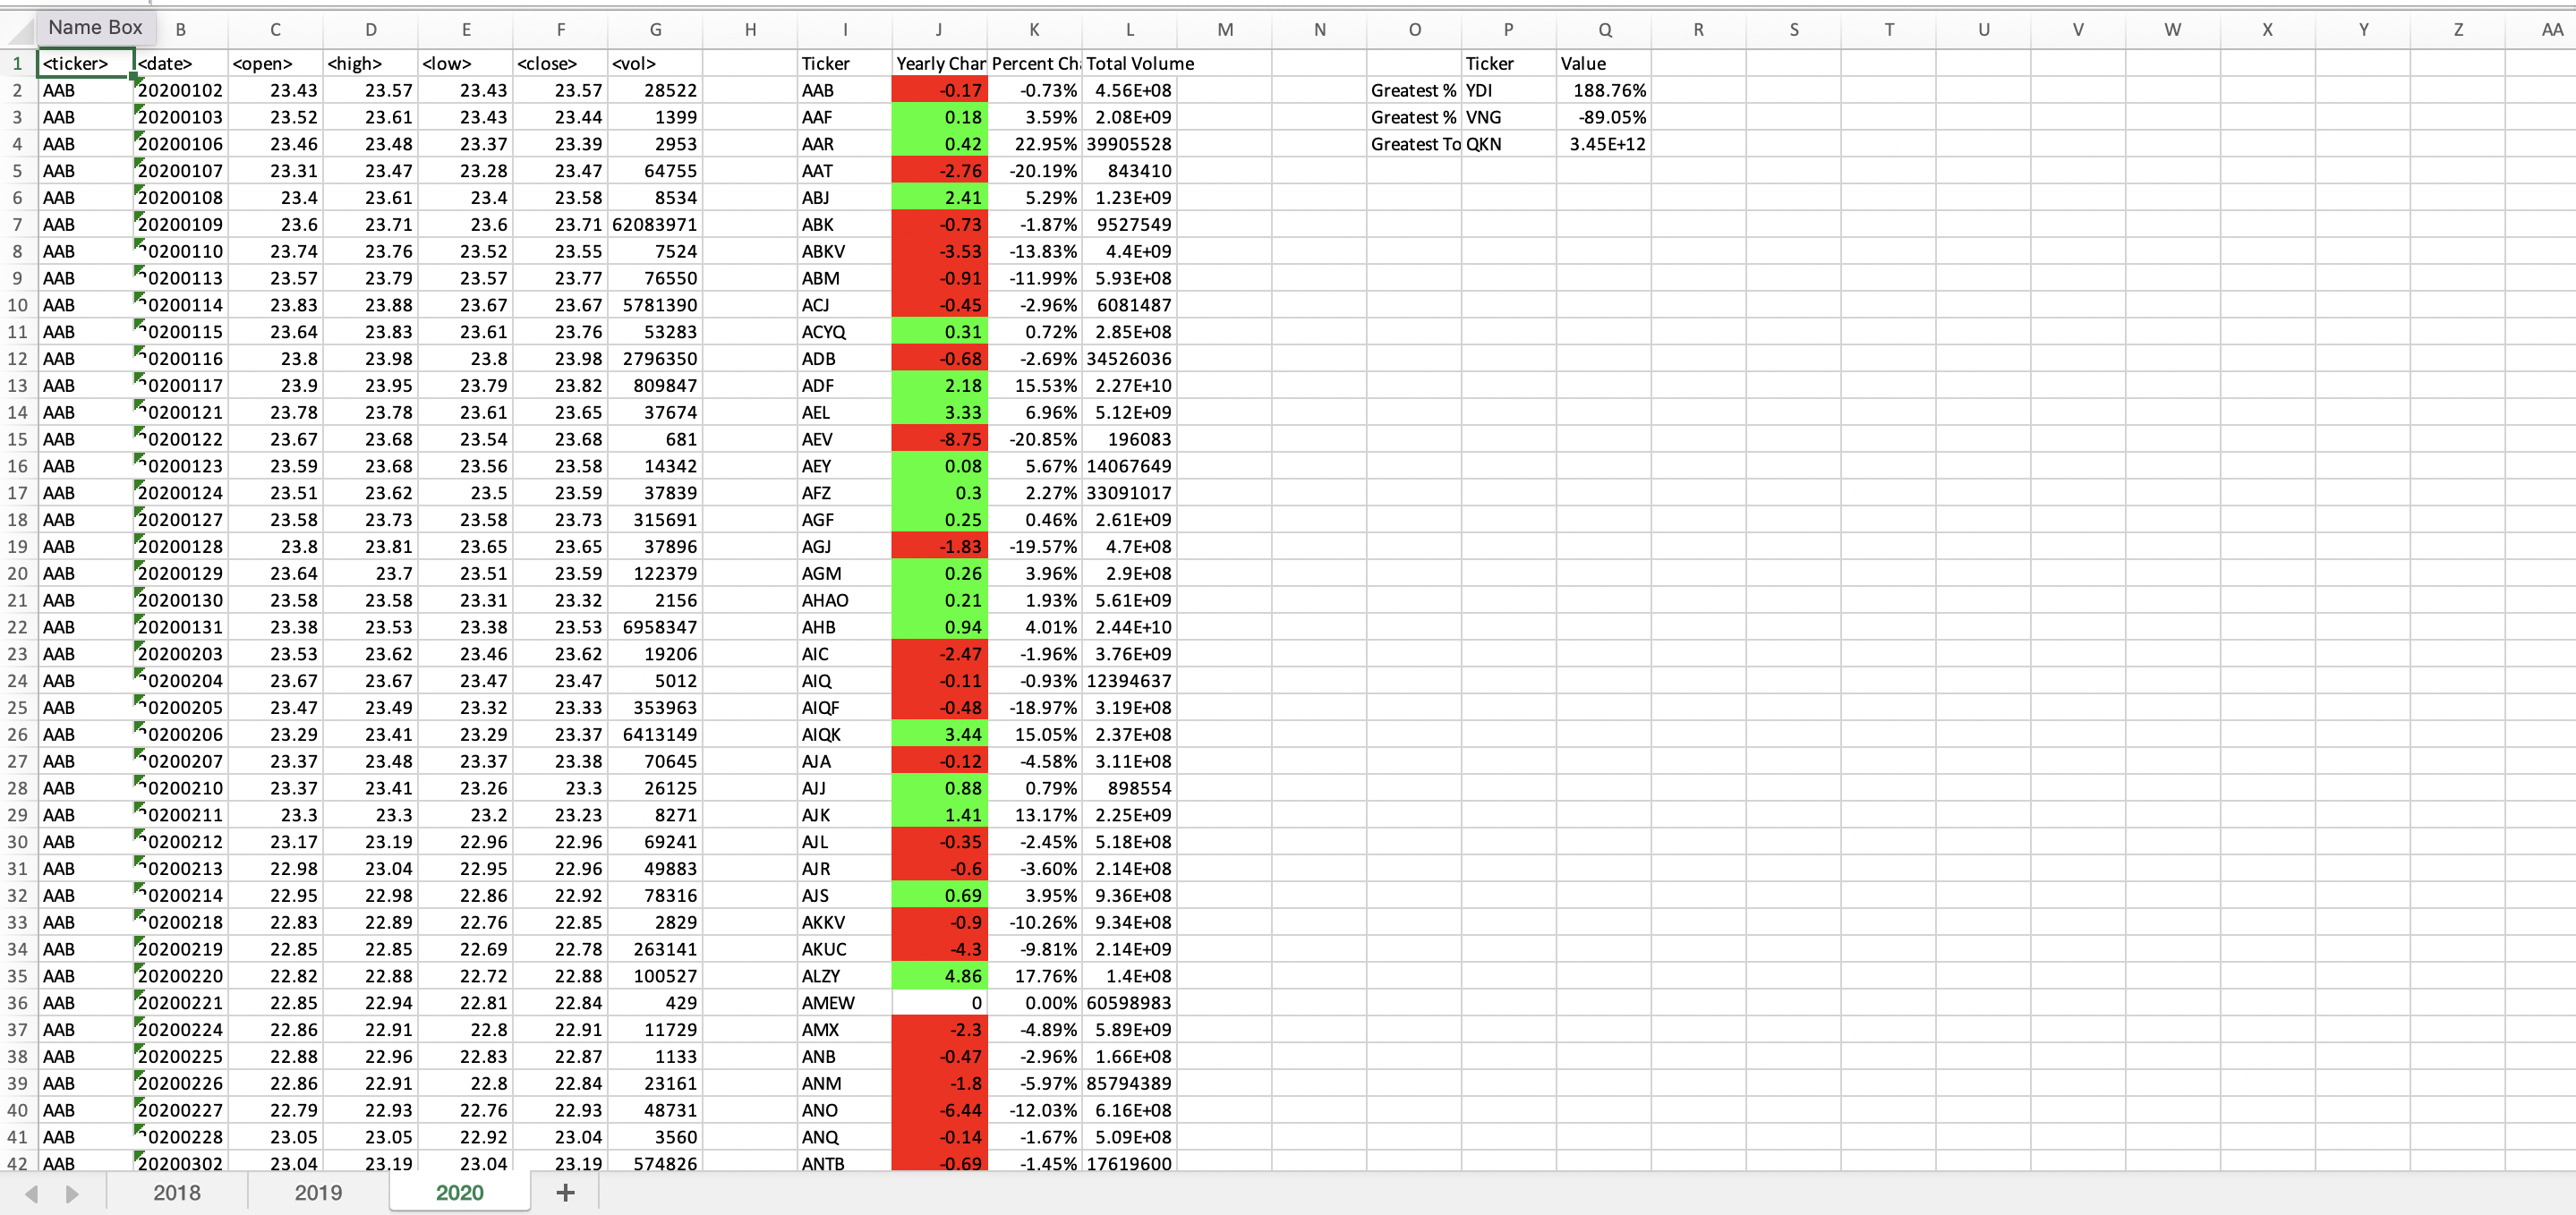 Name Box B C D E F G H I J K L M N O P Q R S T U V W X Y Z AA
1 <ticker> <date> <open> <high> <low> <close> <vol> Ticker Yearly Char Percent Cha Total Volume Ticker Value
2 AAB 20200102 23.43 23.57 23.43 23.57 28522 AAB -0.17 -0.73% 4.56E+08 Greatest % YDI 188.76%
3 AAB 20200103 23.52 23.61 23.43 23.44 1399 AAF 0.18 3.59% 2.08E+09 Greatest % VNG -89.05%
4 AAB 20200106 23.46 23.48 23.37 23.39 2953 AAR 0.42 22.95% 39905528 Greatest To QKN 3.45E+12
5 AAB 20200107 23.31 23.47 23.28 23.47 64755 AAT -2.76 -20.19% 843410
6 AAB 20200108 23.4 23.61 23.4 23.58 8534 ABJ 2.41 5.29% 1.23E+09
7 AAB 20200109 23.6 23.71 23.6 23.71 62083971 ABK -0.73 -1.87% 9527549
8 AAB 20200110 23.74 23.76 23.52 23.55 7524 ABKV -3.53 -13.83% 4.4E+09
9 AAB 20200113 23.57 23.79 23.57 23.77 76550 ABM -0.91 -11.99% 5.93E+08
10 AAB 20200114 23.83 23.88 23.67 23.67 5781390 ACJ -0.45 -2.96% 6081487
11 AAB 20200115 23.64 23.83 23.61 23.76 53283 ACYQ 0.31 0.72% 2.85E+08
12 AAB 20200116 23.8 23.98 23.8 23.98 2796350 ADB -0.68 -2.69% 34526036
13 AAB 20200117 23.9 23.95 23.79 23.82 809847 ADF 2.18 15.53% 2.27E+10
14 AAB 20200121 23.78 23.78 23.61 23.65 37674 AEL 3.33 6.96% 5.12E+09
15 AAB 20200122 23.67 23.68 23.54 23.68 681 AEV -8.75 -20.85% 196083
16 AAB 20200123 23.59 23.68 23.56 23.58 14342 AEY 0.08 5.67% 14067649
17 AAB 20200124 23.51 23.62 23.5 23.59 37839 AFZ 0.3 2.27% 33091017
18 AAB 20200127 23.58 23.73 23.58 23.73 315691 AGF 0.25 0.46% 2.61E+09
19 AAB 20200128 23.8 23.81 23.65 23.65 37896 AGJ -1.83 -19.57% 4.7E+08
20 AAB 20200129 23.64 23.7 23.51 23.59 122379 AGM 0.26 3.96% 2.9E+08
21 AAB 20200130 23.58 23.58 23.31 23.32 2156 AHAO 0.21 1.93% 5.61E+09
22 AAB 20200131 23.38 23.53 23.38 23.53 6958347 AHB 0.94 4.01% 2.44E+10
23 AAB 20200203 23.53 23.62 23.46 23.62 19206 AIC -2.47 -1.96% 3.76E+09
24 AAB 20200204 23.67 23.67 23.47 23.47 5012 AIQ -0.11 -0.93% 12394637
25 AAB 20200205 23.47 23.49 23.32 23.33 353963 AIQF -0.48 -18.97% 3.19E+08
26 AAB 20200206 23.29 23.41 23.29 23.37 6413149 AIQK 3.44 15.05% 2.37E+08
27 AAB 20200207 23.37 23.48 23.37 23.38 70645 AJA -0.12 -4.58% 3.11E+08
28 AAB 20200210 23.37 23.41 23.26 23.3 26125 AJJ 0.88 0.79% 898554
29 AAB 20200211 23.3 23.3 23.2 23.23 8271 AJK 1.41 13.17% 2.25E+09
30 AAB 20200212 23.17 23.19 22.96 22.96 69241 AJL -0.35 -2.45% 5.18E+08
31 AAB 20200213 22.98 23.04 22.95 22.96 49883 AJR -0.6 -3.60% 2.14E+08
32 AAB 20200214 22.95 22.98 22.86 22.92 78316 AJS 0.69 3.95% 9.36E+08
33 AAB 20200218 22.83 22.89 22.76 22.85 2829 AKKV -0.9 -10.26% 9.34E+08
34 AAB 20200219 22.85 22.85 22.69 22.78 263141 AKUC -4.3 -9.81% 2.14E+09
35 AAB 20200220 22.82 22.88 22.72 22.88 100527 ALZY 4.86 17.76% 1.4E+08
36 AAB 20200221 22.85 22.94 22.81 22.84 429 AMEW 0 0.00% 60598983
37 AAB 20200224 22.86 22.91 22.8 22.91 11729 AMX -2.3 -4.89% 5.89E+09
38 AAB 20200225 22.88 22.96 22.83 22.87 1133 ANB -0.47 -2.96% 1.66E+08
39 AAB 20200226 22.86 22.91 22.8 22.84 23161 ANM -1.8 -5.97% 85794389
40 AAB 20200227 22.79 22.93 22.76 22.93 48731 ANO -6.44 -12.03% 6.16E+08
41 AAB 20200228 23.05 23.05 22.92 23.04 3560 ANQ -0.14 -1.67% 5.09E+08
42 AAB 20200302 23.04 23.19 23.04 23.19 574826 ANTB -0.69 -1.45% 17619600
2018 2019 2020 +